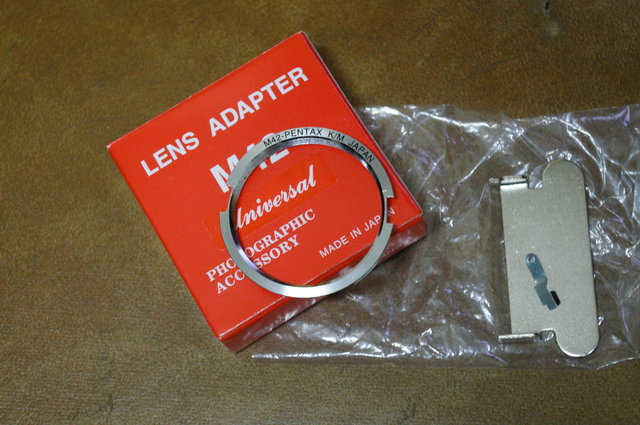 LENS ADAPTER
M42
M42-PENTAX K/M JAPAN
Universal
PHOTOGRAPHIC
ACCESSORY
MADE IN JAPAN